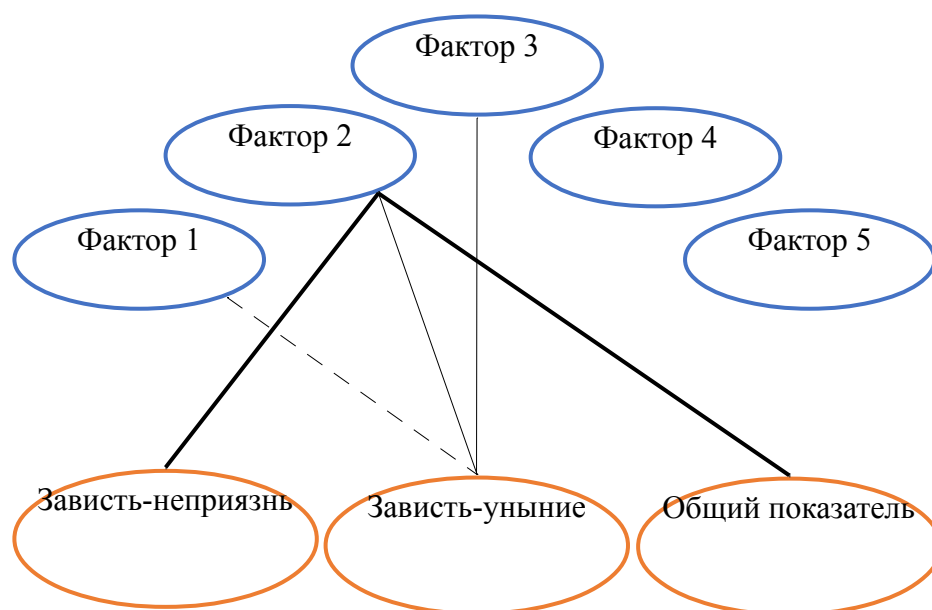 Фактор 3
Фактор 2
Фактор 4
Фактор 1
Фактор 5
Зависть-неприязнь
Зависть-уныние
Общий показатель